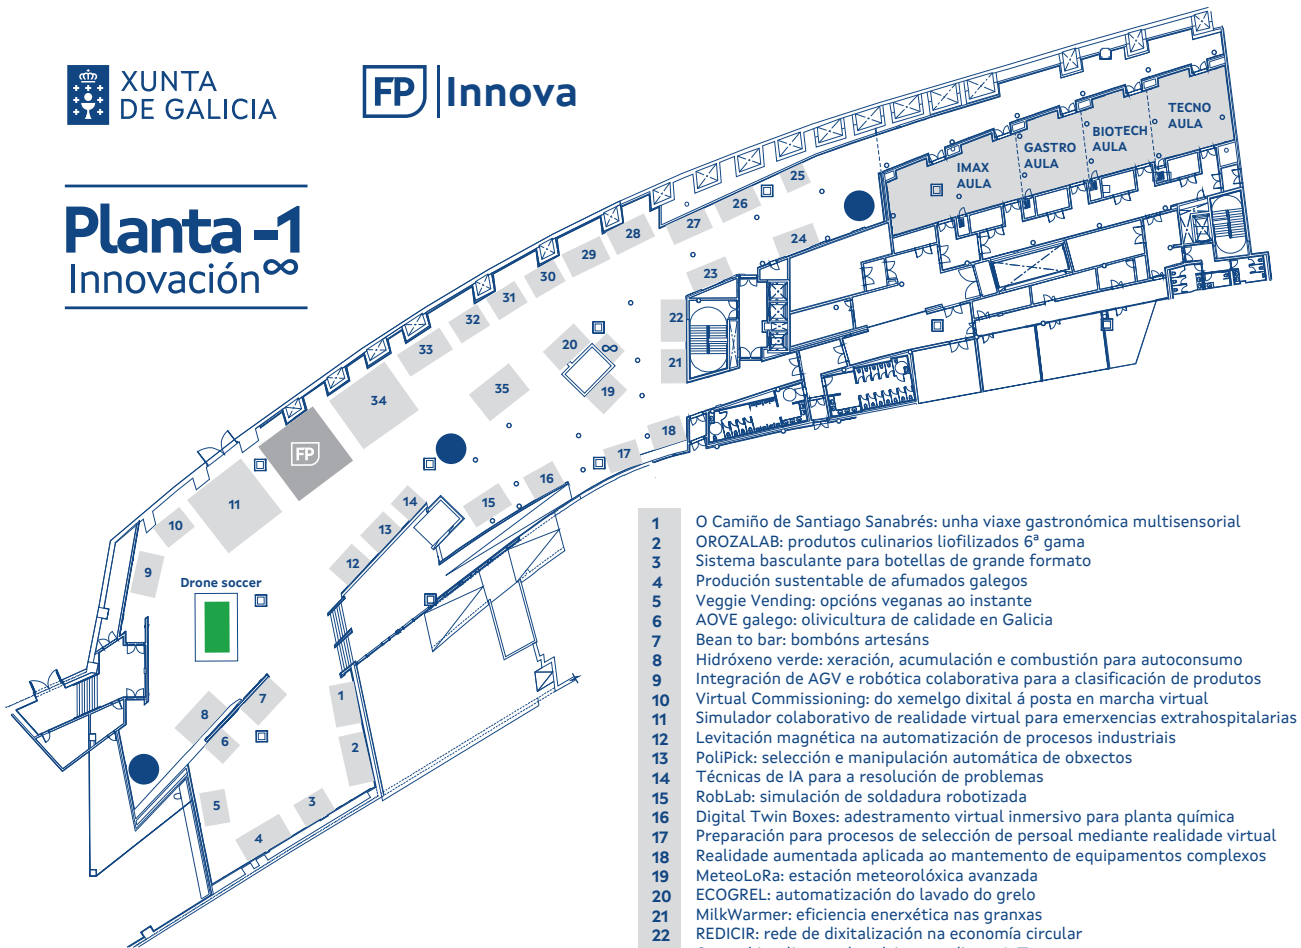 XUNTA
DE GALICIA
FP Innova
Planta -1
Innovación∞
TECNO
AULA
BIOTECH
AULA
GASTRO
AULA
IMAX
AULA
25
26
27
28
24
29
23
30
31
22
32
20
∞
33
21
19
35
34
18
FP
17
16
14
15
11
13
10
12
9
Drone soccer
7
1
8
6
2
5
3
4
1 O Camiño de Santiago Sanabrés: unha viaxe gastronómica multisensorial
2 OROZALAB: produtos culinarios liofilizados 6ª gama
3 Sistema basculante para botellas de grande formato
4 Produción sustentable de afumados galegos
5 Veggie Vending: opcións veganas ao instante
6 AOVE galego: olivicultura de calidade en Galicia
7 Bean to bar: bombóns artesáns
8 Hidróxeno verde: xeración, acumulación e combustión para autoconsumo
9 Integración de AGV e robótica colaborativa para a clasificación de produtos
10 Virtual Commissioning: do xemelgo dixital á posta en marcha virtual
11 Simulador colaborativo de realidade virtual para emerxencias extrahospitalarias
12 Levitación magnética na automatización de procesos industriais
13 PoliPick: selección e manipulación automática de obxectos
14 Técnicas de IA para a resolución de problemas
15 RobLab: simulación de soldadura robotizada
16 Digital Twin Boxes: adestramento virtual inmersivo para planta química
17 Preparación para procesos de selección de persoal mediante realidade virtual
18 Realidade aumentada aplicada ao mantemento de equipamentos complexos
19 MeteoLoRa: estación meteorolóxica avanzada
20 ECOGREL: automatización do lavado do grelo
21 MilkWarmer: eficiencia enerxética nas granxas
22 REDICIR: rede de dixitalización na economía circular